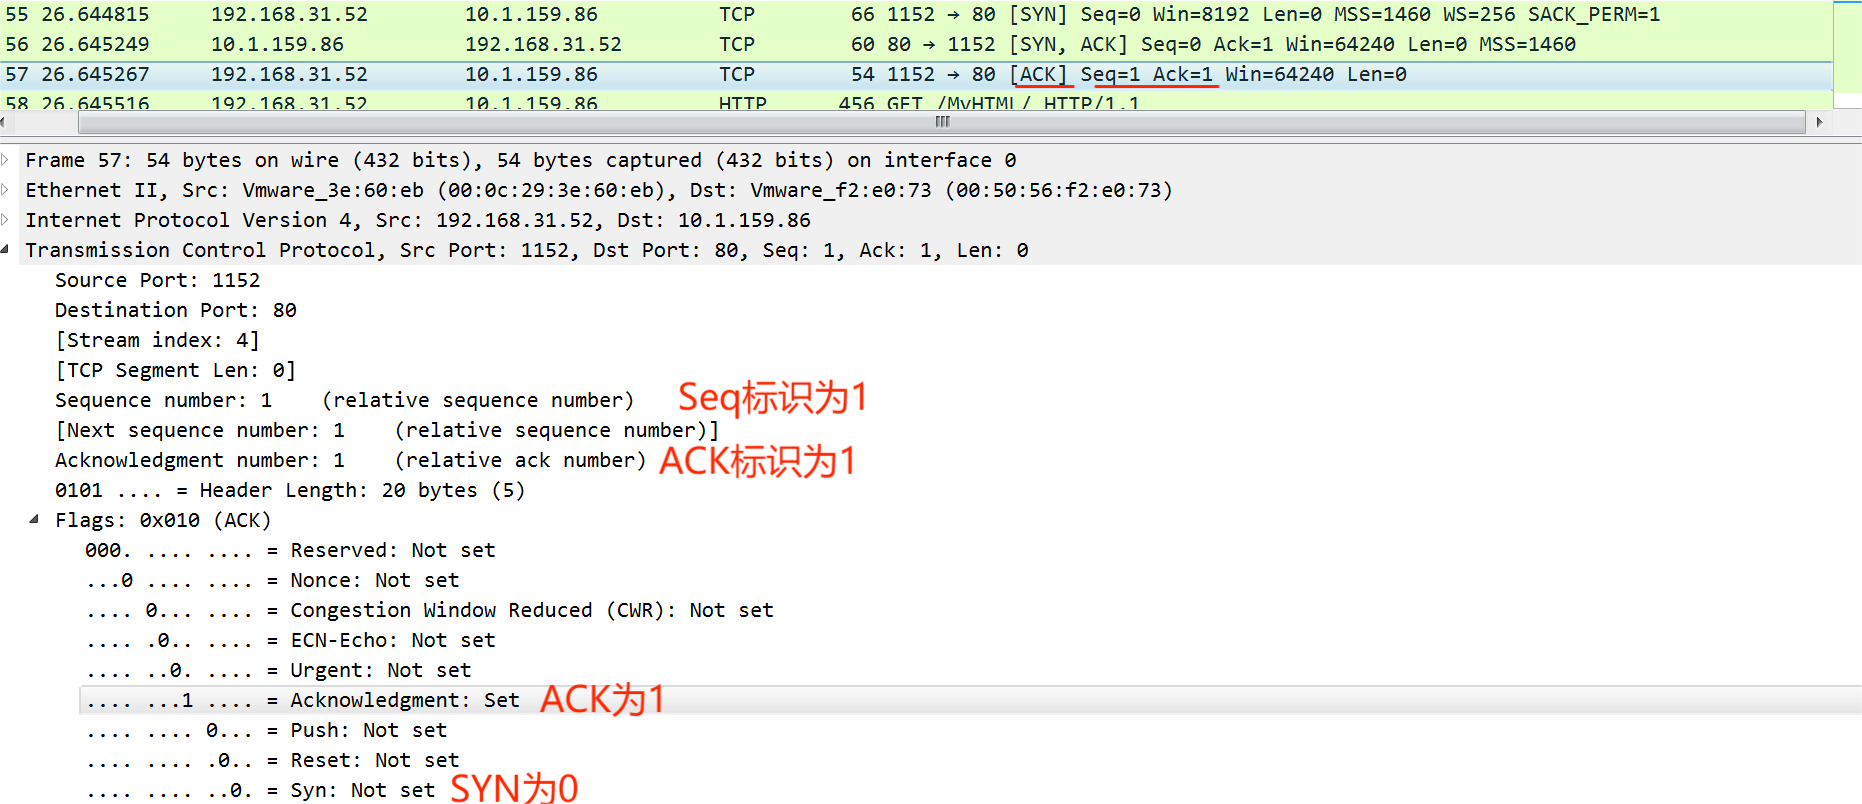 55 26.644815 192.168.31.52 10.1.159.86 TCP 66 1152 → 80 [SYN] Seq=0 Win=8192 Len=0 MSS=1460 WS=256 SACK_PERM=1
56 26.645249 10.1.159.86 192.168.31.52 TCP 60 80 → 1152 [SYN, ACK] Seq=0 Ack=1 Win=64240 Len=0 MSS=1460
57 26.645267 192.168.31.52 10.1.159.86 TCP 54 1152 → 80 [ACK] Seq=1 Ack=1 Win=64240 Len=0
58 26.645516 192.168.31.52 10.1.159.86 HTTP 456 GET /MyHTML/ HTTP/1.1
Frame 57: 54 bytes on wire (432 bits), 54 bytes captured (432 bits) on interface 0
Ethernet II, Src: Vmware_3e:60:eb (00:0c:29:3e:60:eb), Dst: Vmware_f2:e0:73 (00:50:56:f2:e0:73)
Internet Protocol Version 4, Src: 192.168.31.52, Dst: 10.1.159.86
Transmission Control Protocol, Src Port: 1152, Dst Port: 80, Seq: 1, Ack: 1, Len: 0
Source Port: 1152
Destination Port: 80
[Stream index: 4]
[TCP Segment Len: 0]
Sequence number: 1 (relative sequence number) Seq标识为1
[Next sequence number: 1 (relative sequence number)]
Acknowledgment number: 1 (relative ack number) ACK标识为1
0101 .... = Header Length: 20 bytes (5)
Flags: 0x010 (ACK)
000. .... .... = Reserved: Not set
...0 .... .... = Nonce: Not set
.... 0... .... = Congestion Window Reduced (CWR): Not set
.... .0.. .... = ECN-Echo: Not set
.... ..0. .... = Urgent: Not set
.... ...1 .... = Acknowledgment: Set ACK为1
.... .... 0... = Push: Not set
.... .... .0.. = Reset: Not set
.... .... ..0. = Syn: Not set SYN为0